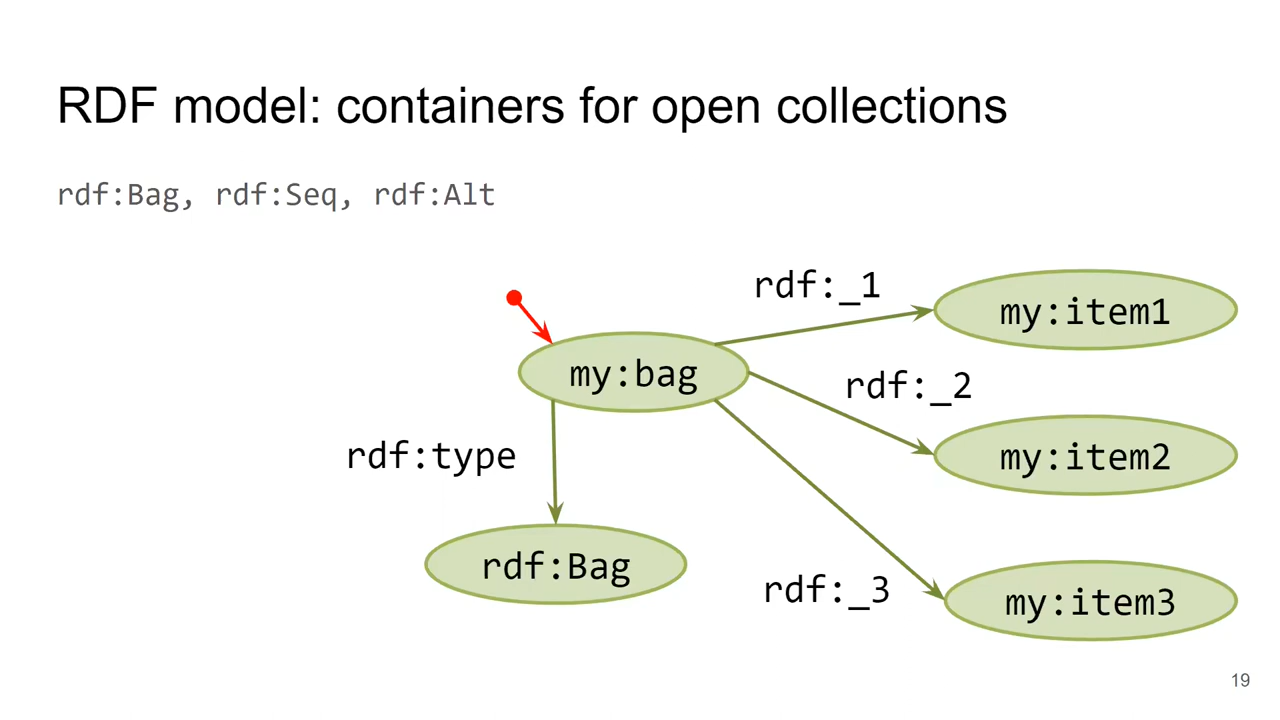 RDF model: containers for open collections
rdf:Bag, rdf:Seq, rdf:Alt
rdf:_1
my:item1
my:bag
rdf:_2
my:item2
rdf:type
rdf:Bag
rdf:_3
my:item3
19